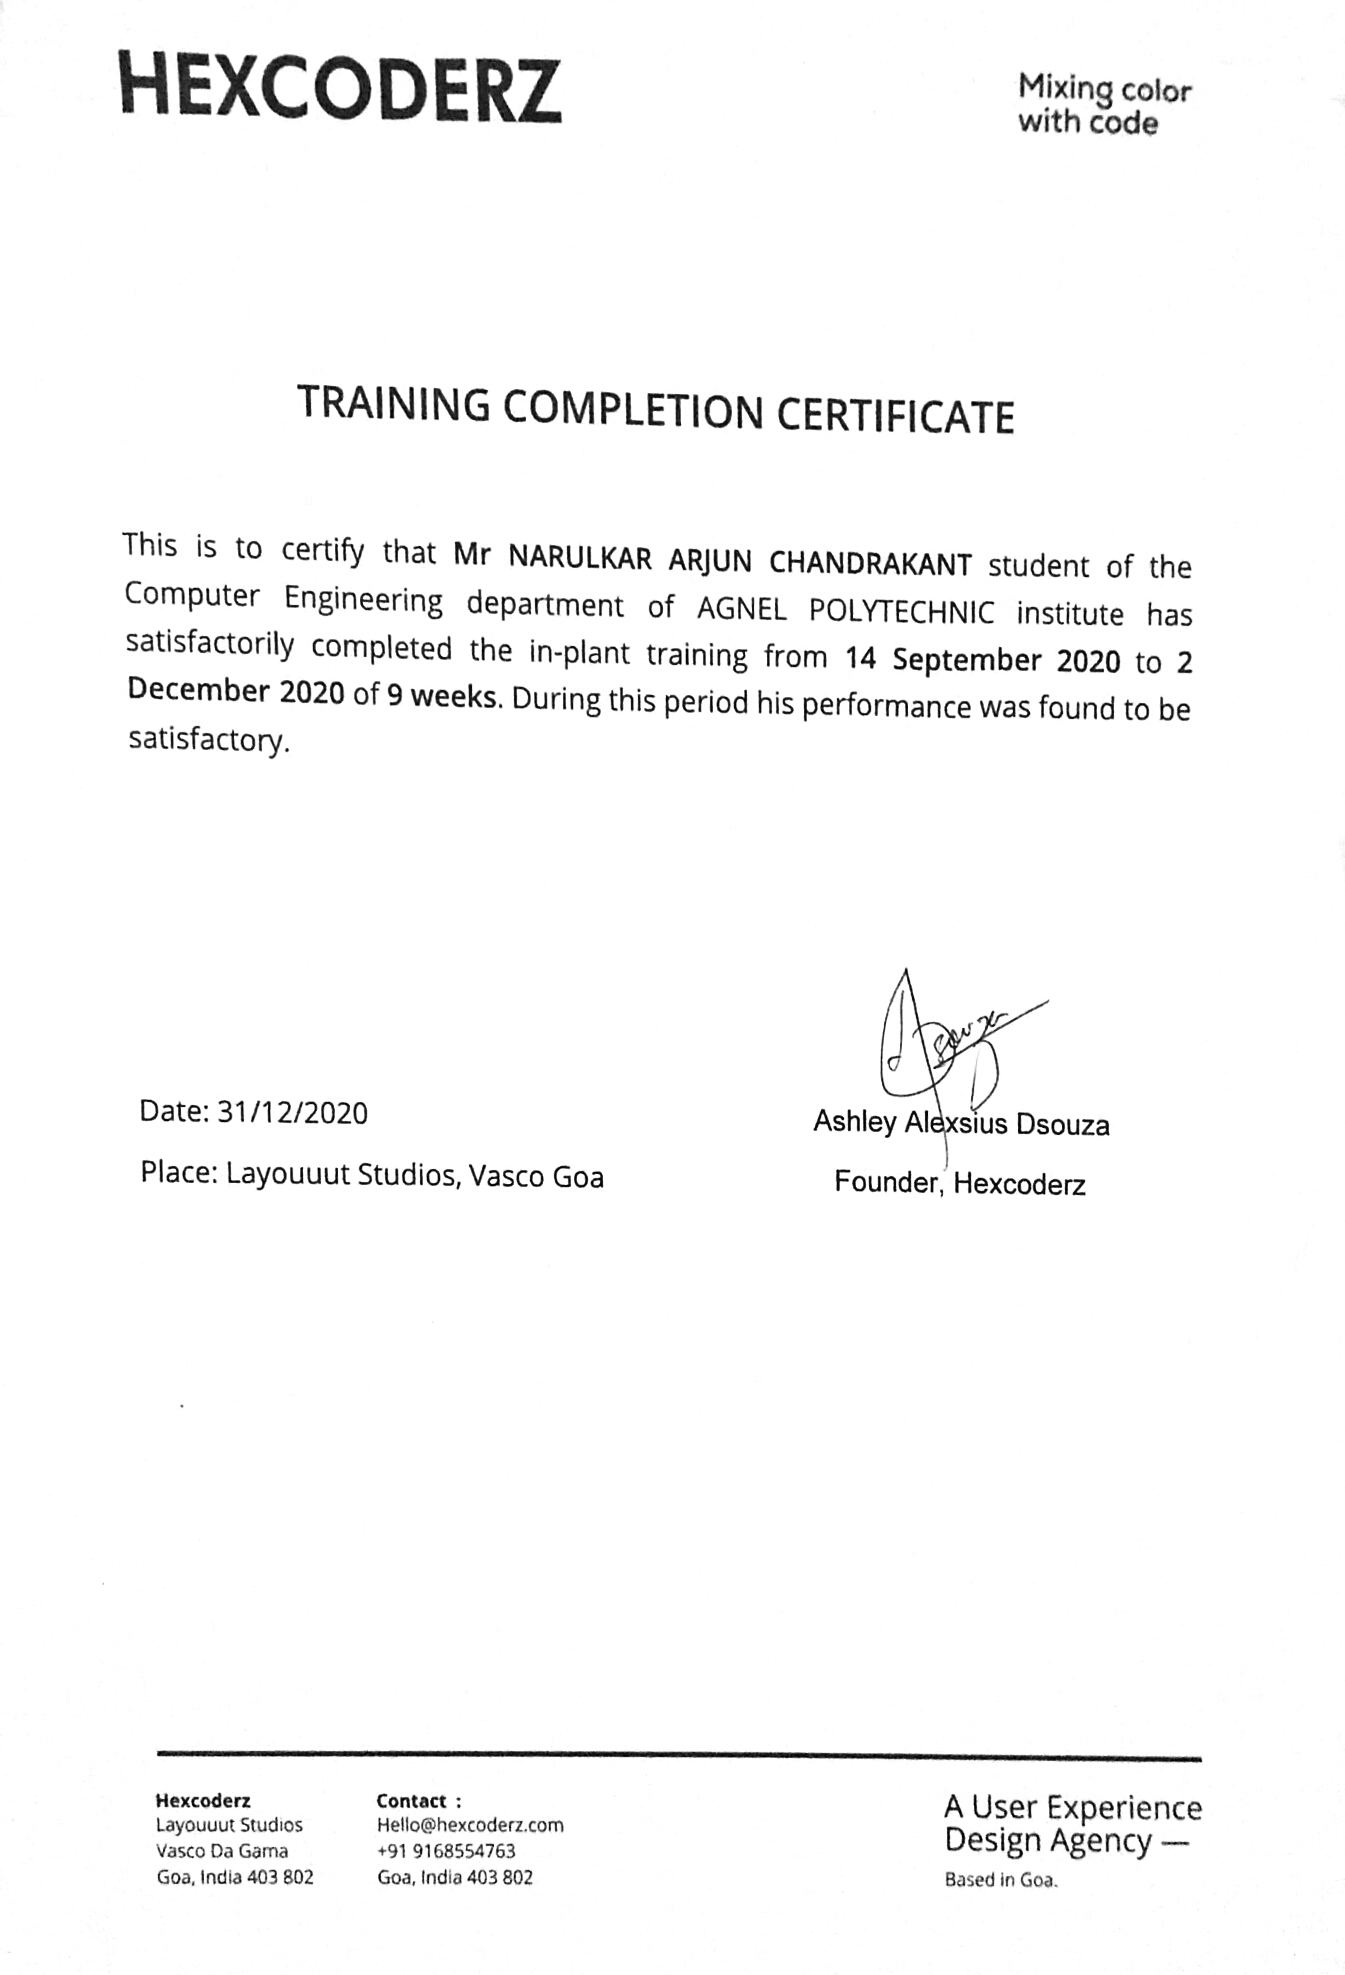 HEXCODERZ
Mixing color
with code
TRAINING COMPLETION CERTIFICATE
This is to certify that Mr NARULKAR ARJUN CHANDRAKANT student of the
Computer Engineering department of AGNEL POLYTECHNIC institute has
satisfactorily completed the in-plant training from 14 September 2020 to 2
December 2020 of 9 weeks. During this period his performance was found to be
satisfactory.
Dsouza
Date: 31/12/2020
Place: Layouuut Studios, Vasco Goa
Ashley Alexsius Dsouza
Founder, Hexcoderz
Hexcoderz
Layouuut Studios
Vasco Da Gama
Goa, India 403 802
Contact :
Hello@hexcoderz.com
+91 9168554763
Goa, India 403 802
A User Experience
Design Agency —
Based in Goa.